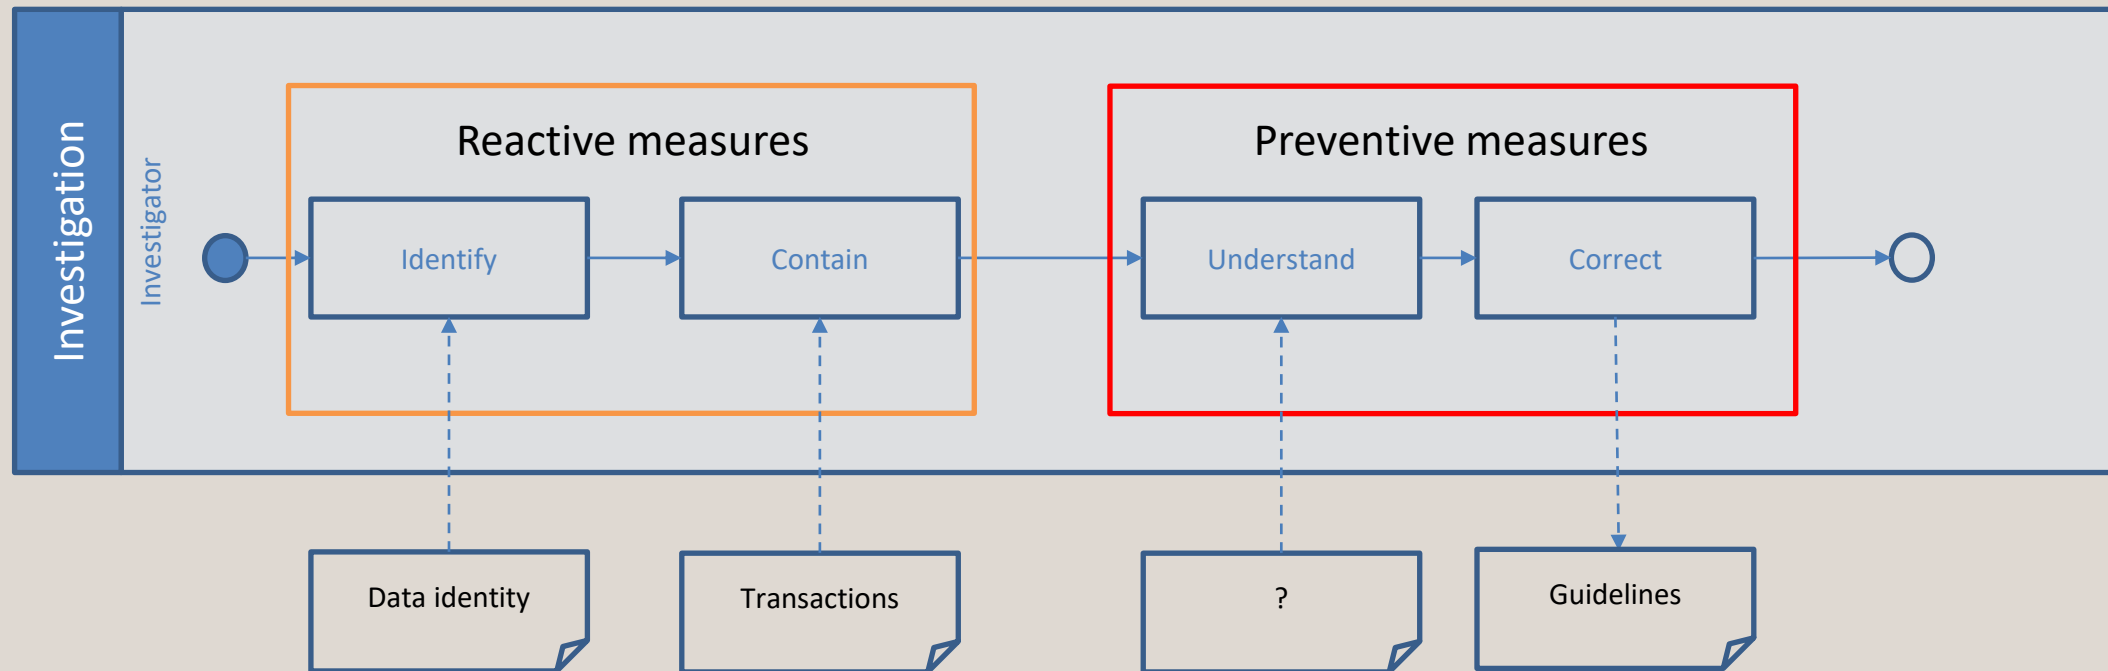 Investigation
Investigator
Reactive measures
Preventive measures
Identify
Contain
Understand
Correct
Data identity
Transactions
?
Guidelines